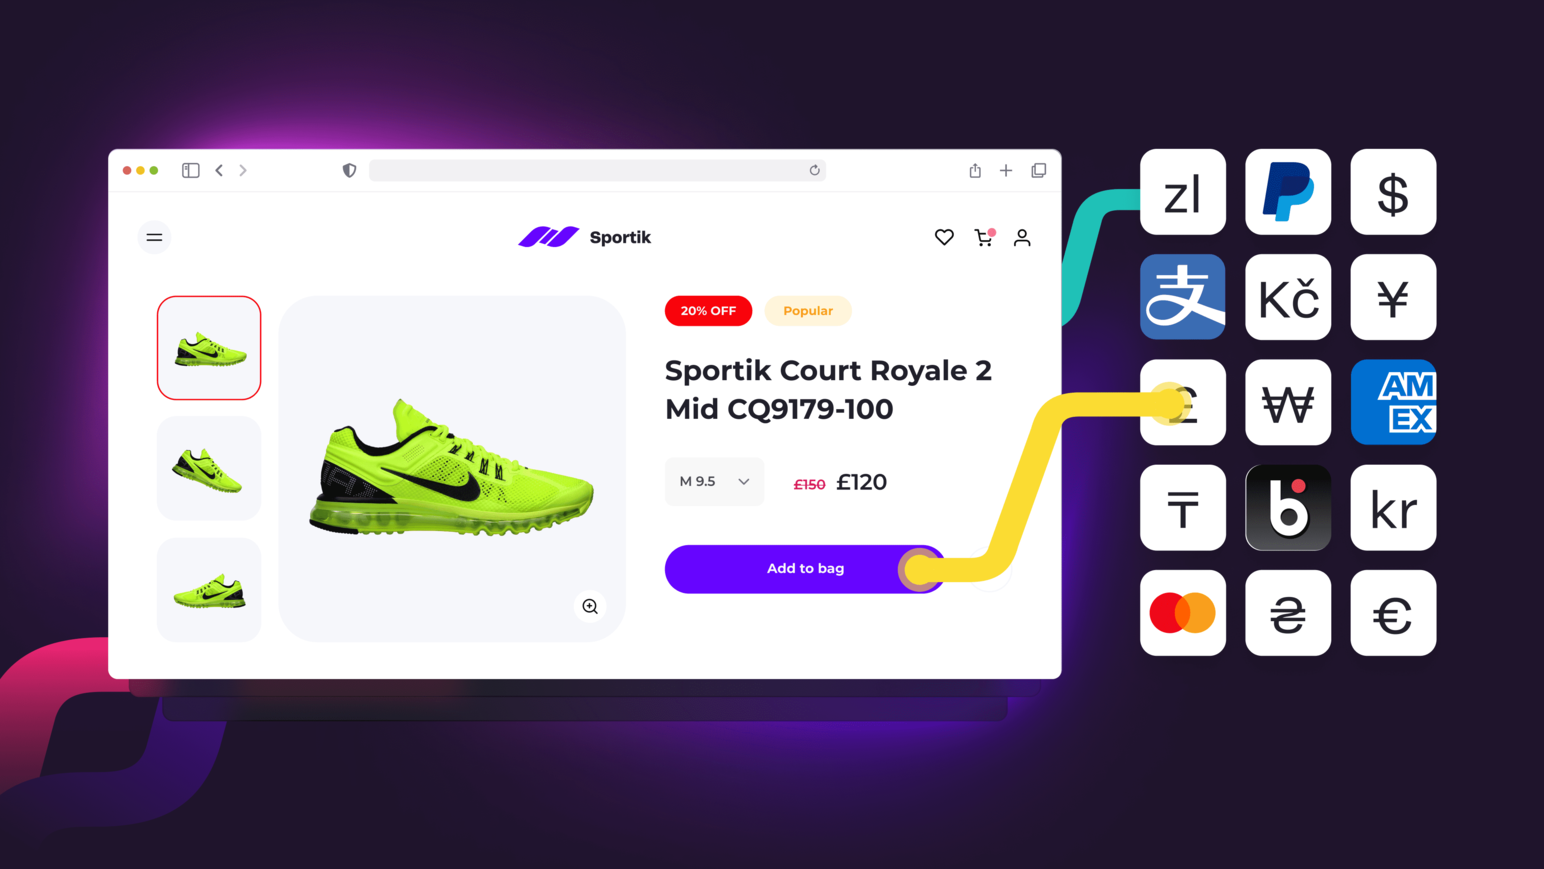 Sportik
20% OFF
Popular
Sportik Court Royale 2
Mid CQ9179-100
M 9.5
£150 £120
Add to bag
zl
$
支
Kč
¥
£
₩
AM
EX
₸
b
kr
₴
€